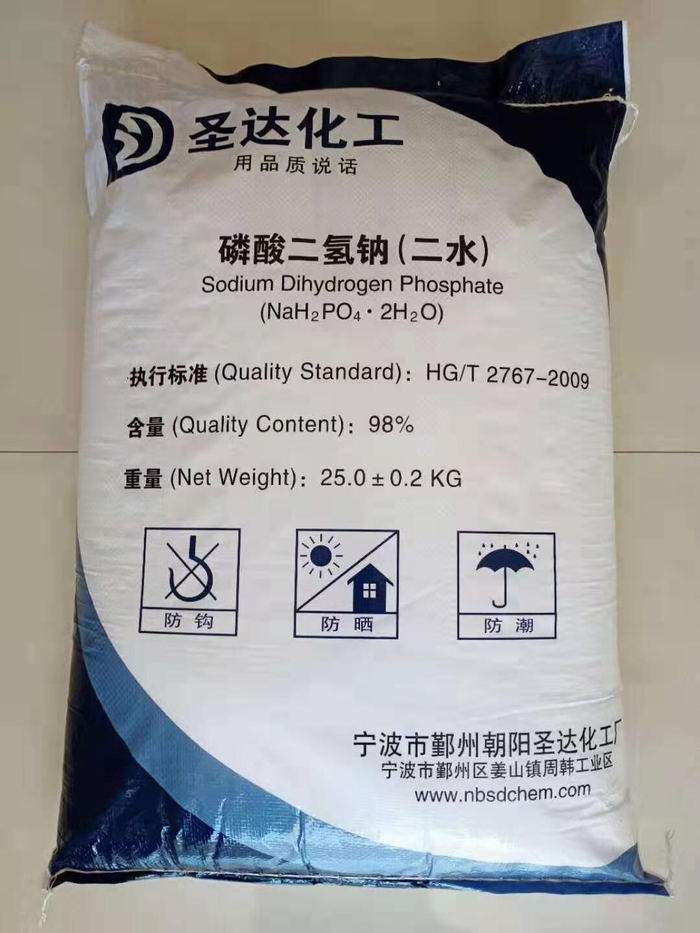 圣达化工
用品质说话
磷酸二氢钠(二水)
Sodium Dihydrogen Phosphate
(NaH₂PO₄·2H₂O)
执行标准 (Quality Standard): HG/T 2767-2009
含量 (Quality Content): 98%
重量 (Net Weight): 25.0±0.2 KG
防钩 防晒 防潮
宁波市鄞州朝阳圣达化工厂
宁波市鄞州区姜山镇周韩工业区
www.nbsdchem.com